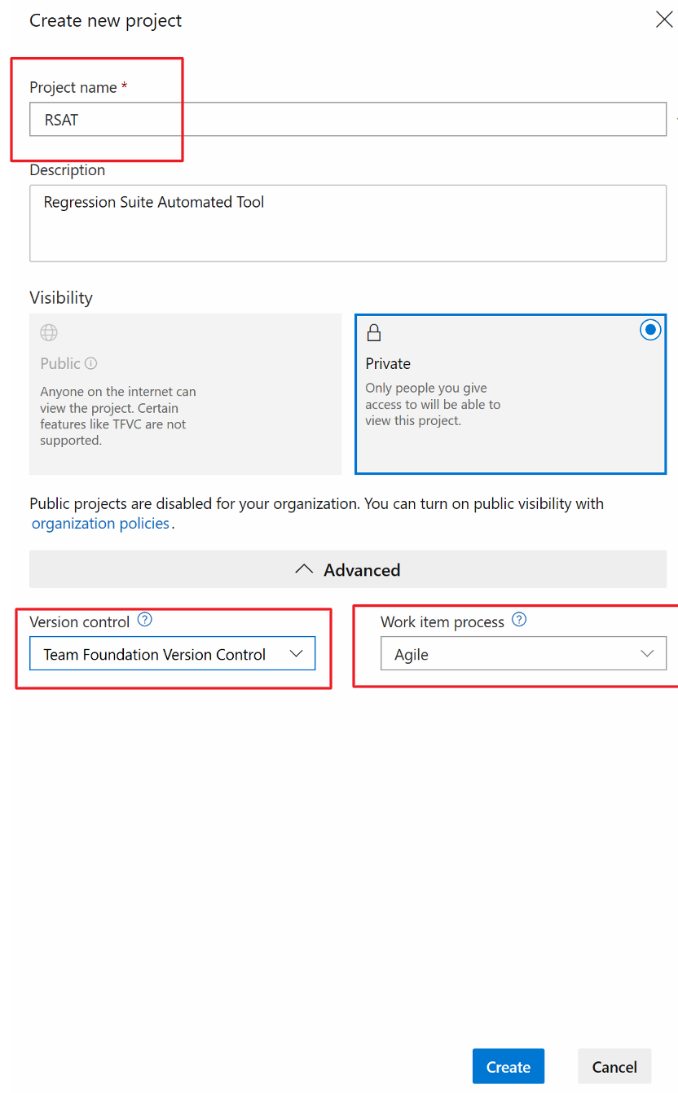 Create new project
Project name *
RSAT
Description
Regression Suite Automated Tool
Visibility
Public
Anyone on the internet can
view the project. Certain
features like TFVC are not
supported.
Private
Only people you give
access to will be able to
view this project.
Public projects are disabled for your organization. You can turn on public visibility with
organization policies.
Advanced
Version control
Team Foundation Version Control
Work item process
Agile
Create
Cancel